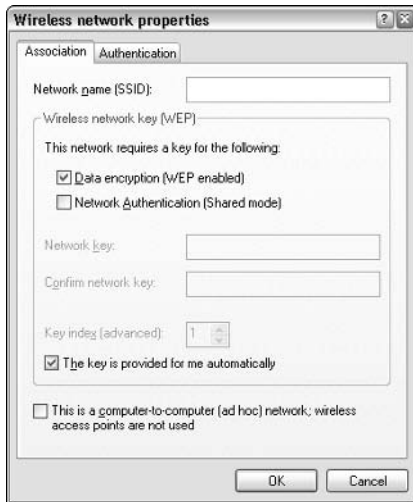 Wireless network properties
Association Authentication
Network name (SSID):
Wireless network key (WEP)
This network requires a key for the following:
Data encryption (WEP enabled)
Network Authentication (Shared mode)
Network key:
Confirm network key:
Key index (advanced): 1
The key is provided for me automatically
This is a computer-to-computer (ad hoc) network; wireless
access points are not used
OK Cancel